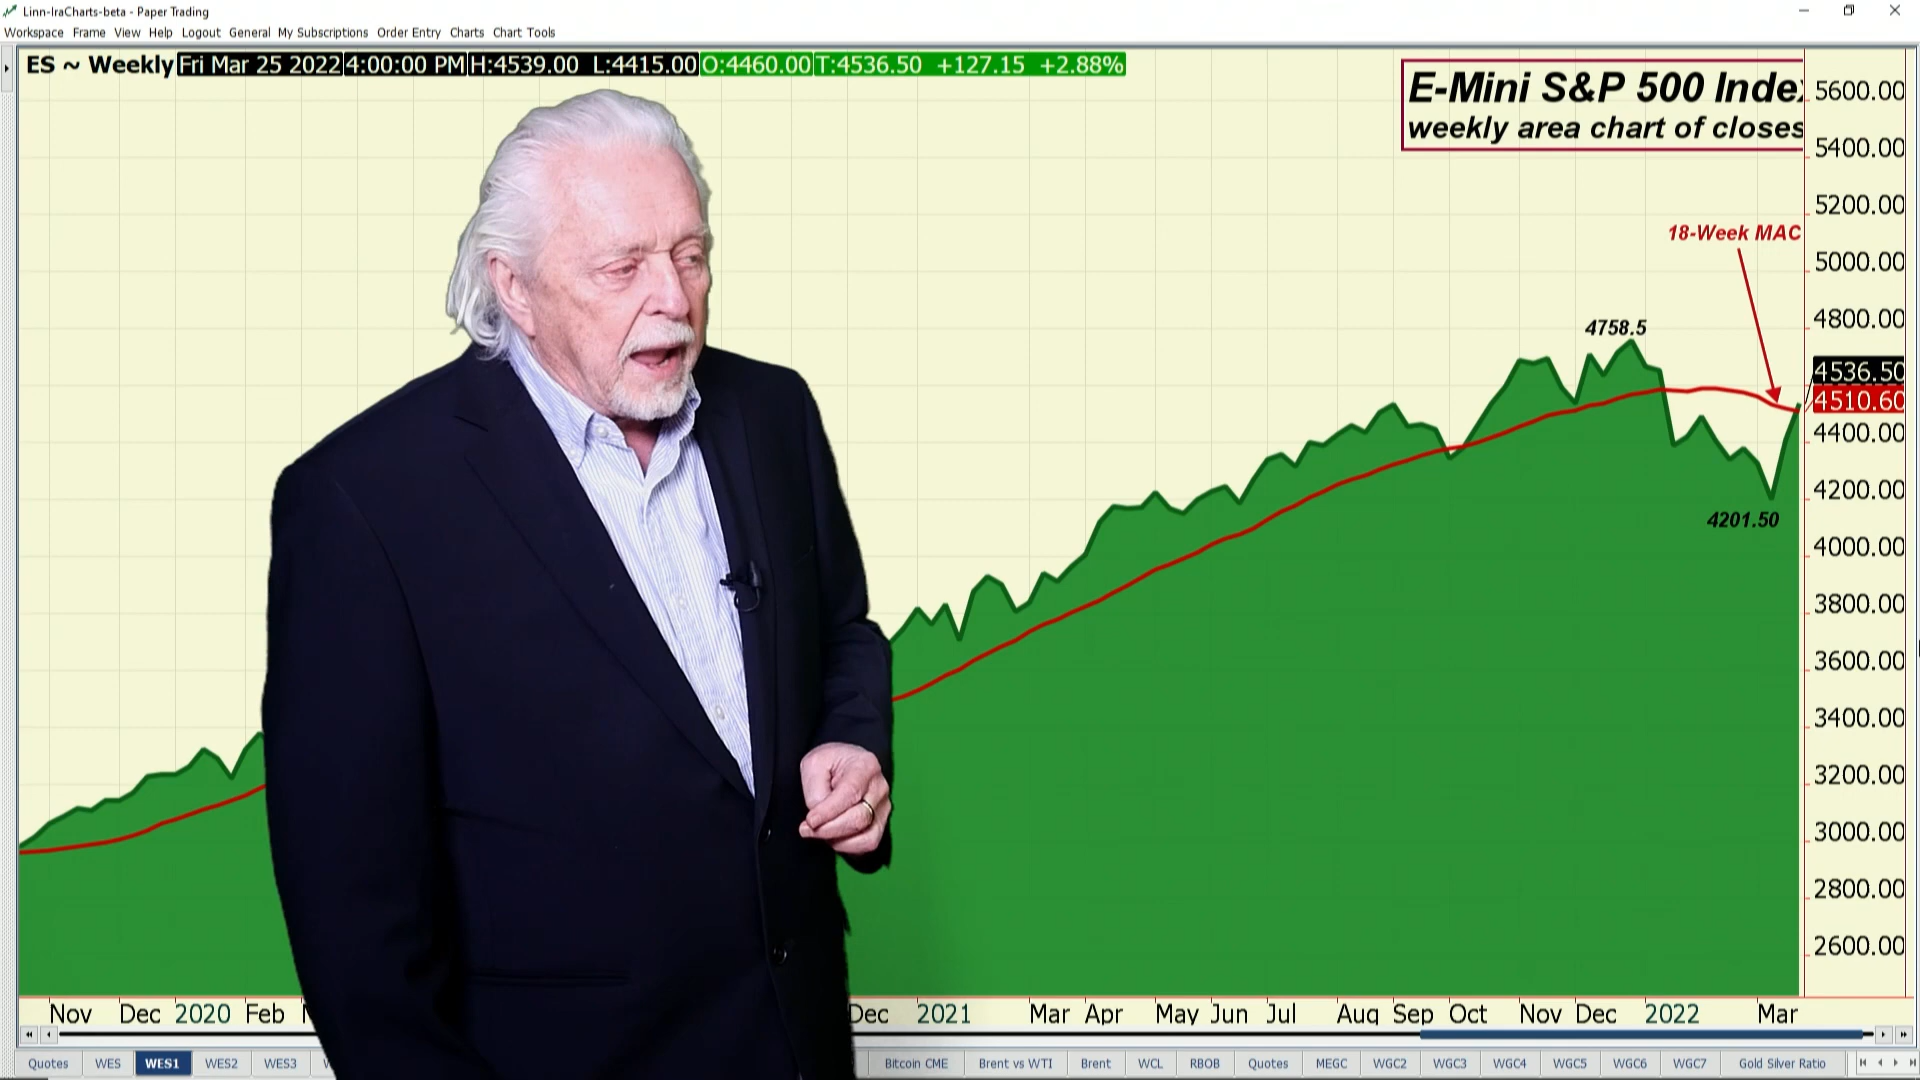 Linn-IraCharts-beta - Paper Trading
Workspace Frame View Help Logout General My Subscriptions Order Entry Charts Chart Tools
ES ~ Weekly Fri Mar 25 2022 4:00:00 PM H:4539.00 L:4415.00 O:4460.00 T:4536.50 +127.15 +2.88%
E-Mini S&P 500 Index
weekly area chart of closes
5600.00
5400.00
5200.00
18-Week MAC
5000.00
4800.00
4758.5
4536.50
4510.60
4400.00
4200.00
4201.50
4000.00
3800.00
3600.00
3400.00
3200.00
3000.00
2800.00
2600.00
Nov Dec 2020 Feb Dec 2021 Mar Apr May Jun Jul Aug Sep Oct Nov Dec 2022 Mar
Quotes WES WES1 WES2 WES3 Bitcoin CME Brent vs WTI Brent WCL RBOB Quotes MEGC WGC2 WGC3 WGC4 WGC5 WGC6 WGC7 Gold Silver Ratio